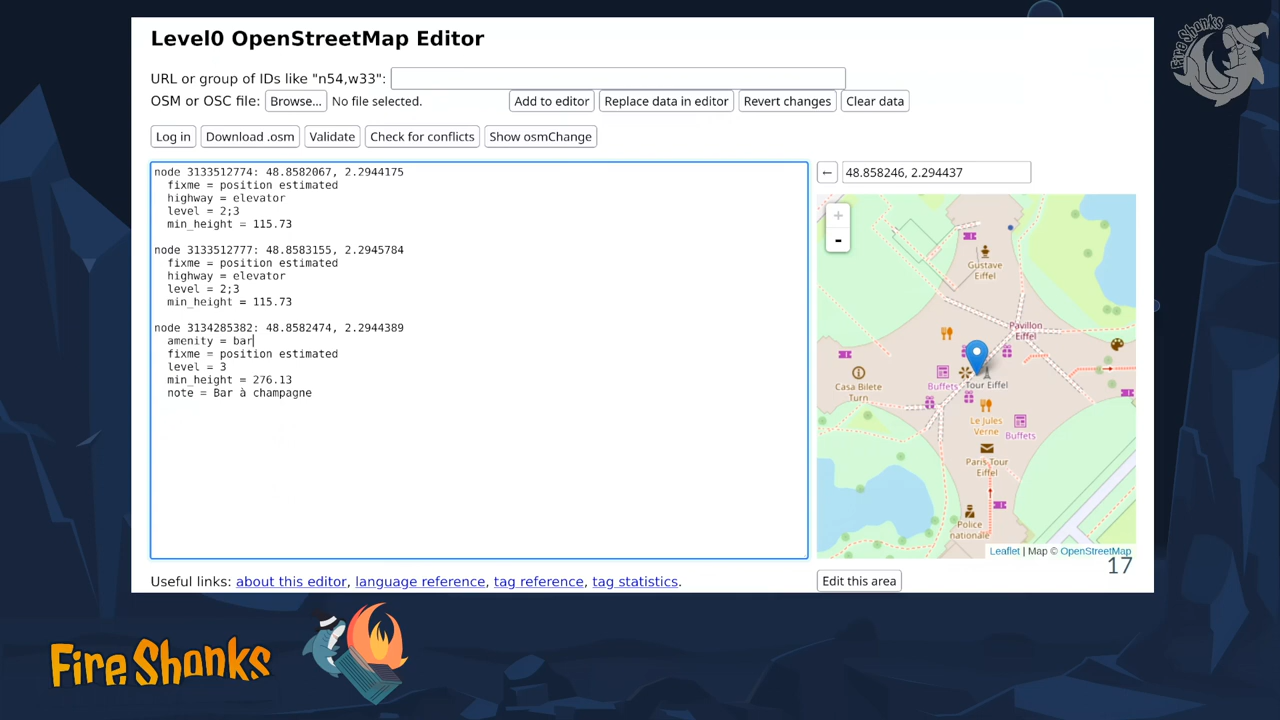 Level0 OpenStreetMap Editor
URL or group of IDs like "n54,w33":
OSM or OSC file: Browse... No file selected. Add to editor Replace data in editor Revert changes Clear data
Log in Download .osm Validate Check for conflicts Show osmChange
node 3133512774: 48.8582067, 2.2944175
fixme = position estimated
highway = elevator
level = 2;3
min_height = 115.73
node 3133512777: 48.8583155, 2.2945784
fixme = position estimated
highway = elevator
level = 2;3
min_height = 115.73
node 3134285382: 48.8582474, 2.2944389
amenity = bar
fixme = position estimated
level = 3
min_height = 276.13
note = Bar à champagne
← 48.858246, 2.294437
+
-
Gustave
Eiffel
Pavillon
Eiffel
Casa Bilete
Turn
Buffets
Tour Eiffel
Le Jules
Verne
Buffets
Paris Tour
Eiffel
Police
nationale
Leaflet | Map © OpenStreetMap
17
Useful links: about this editor, language reference, tag reference, tag statistics.
Edit this area
Fire Shonks
Fire Shonks